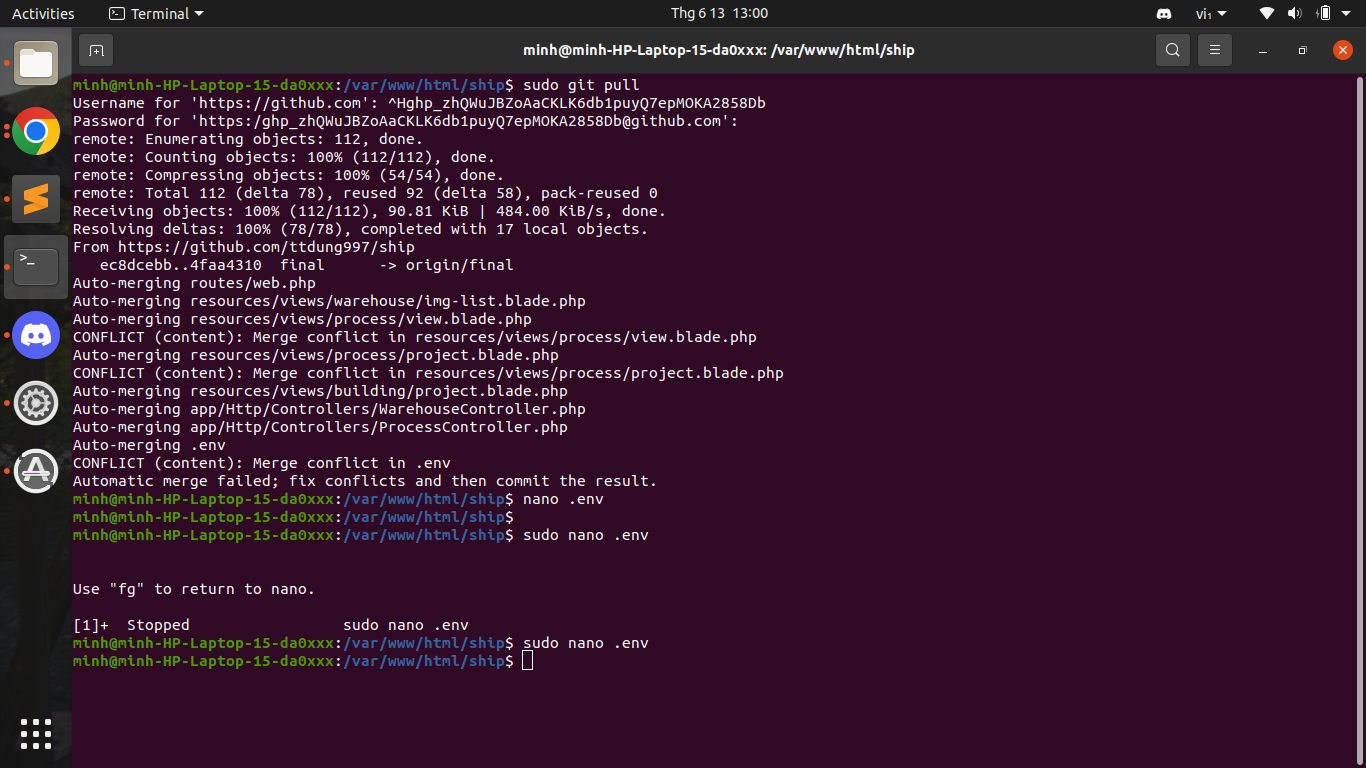 Activities
Terminal
Thg 6 13 13:00
vi₁
minh@minh-HP-Laptop-15-da0xxx: /var/www/html/ship
minh@minh-HP-Laptop-15-da0xxx:/var/www/html/ship$ sudo git pull
Username for 'https://github.com': ^H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
Password for 'https:/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@github.com':
remote: Enumerating objects: 112, done.
remote: Counting objects: 100% (112/112), done.
remote: Compressing objects: 100% (54/54), done.
remote: Total 112 (delta 78), reused 92 (delta 58), pack-reused 0
Receiving objects: 100% (112/112), 90.81 KiB | 484.00 KiB/s, done.
Resolving deltas: 100% (78/78), completed with 17 local objects.
From https://github.com/ttdung997/ship
   ec8dcebb..4faa4310  final      -> origin/final
Auto-merging routes/web.php
Auto-merging resources/views/warehouse/img-list.blade.php
Auto-merging resources/views/process/view.blade.php
CONFLICT (content): Merge conflict in resources/views/process/view.blade.php
Auto-merging resources/views/process/project.blade.php
CONFLICT (content): Merge conflict in resources/views/process/project.blade.php
Auto-merging resources/views/building/project.blade.php
Auto-merging app/Http/Controllers/WarehouseController.php
Auto-merging app/Http/Controllers/ProcessController.php
Auto-merging .env
CONFLICT (content): Merge conflict in .env
Automatic merge failed; fix conflicts and then commit the result.
minh@minh-HP-Laptop-15-da0xxx:/var/www/html/ship$ nano .env
minh@minh-HP-Laptop-15-da0xxx:/var/www/html/ship$
minh@minh-HP-Laptop-15-da0xxx:/var/www/html/ship$ sudo nano .env
Use "fg" to return to nano.
[1]+  Stopped                 sudo nano .env
minh@minh-HP-Laptop-15-da0xxx:/var/www/html/ship$ sudo nano .env
minh@minh-HP-Laptop-15-da0xxx:/var/www/html/ship$